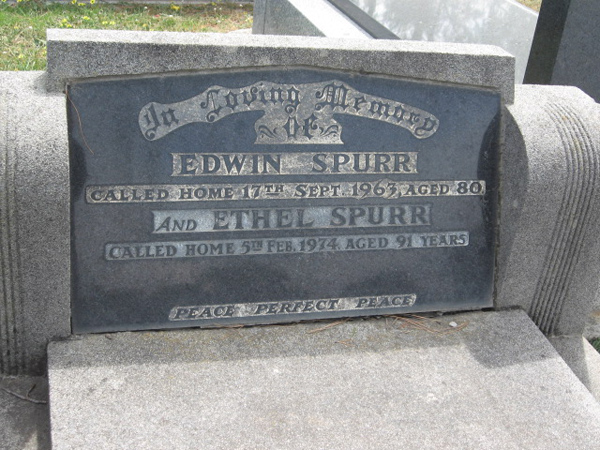 In Loving Memory
of
EDWIN SPURR
CALLED HOME 17TH SEPT. 1963, AGED 80
AND ETHEL SPURR
CALLED HOME 5TH FEB. 1974 AGED 91 YEARS
PEACE PERFECT PEACE